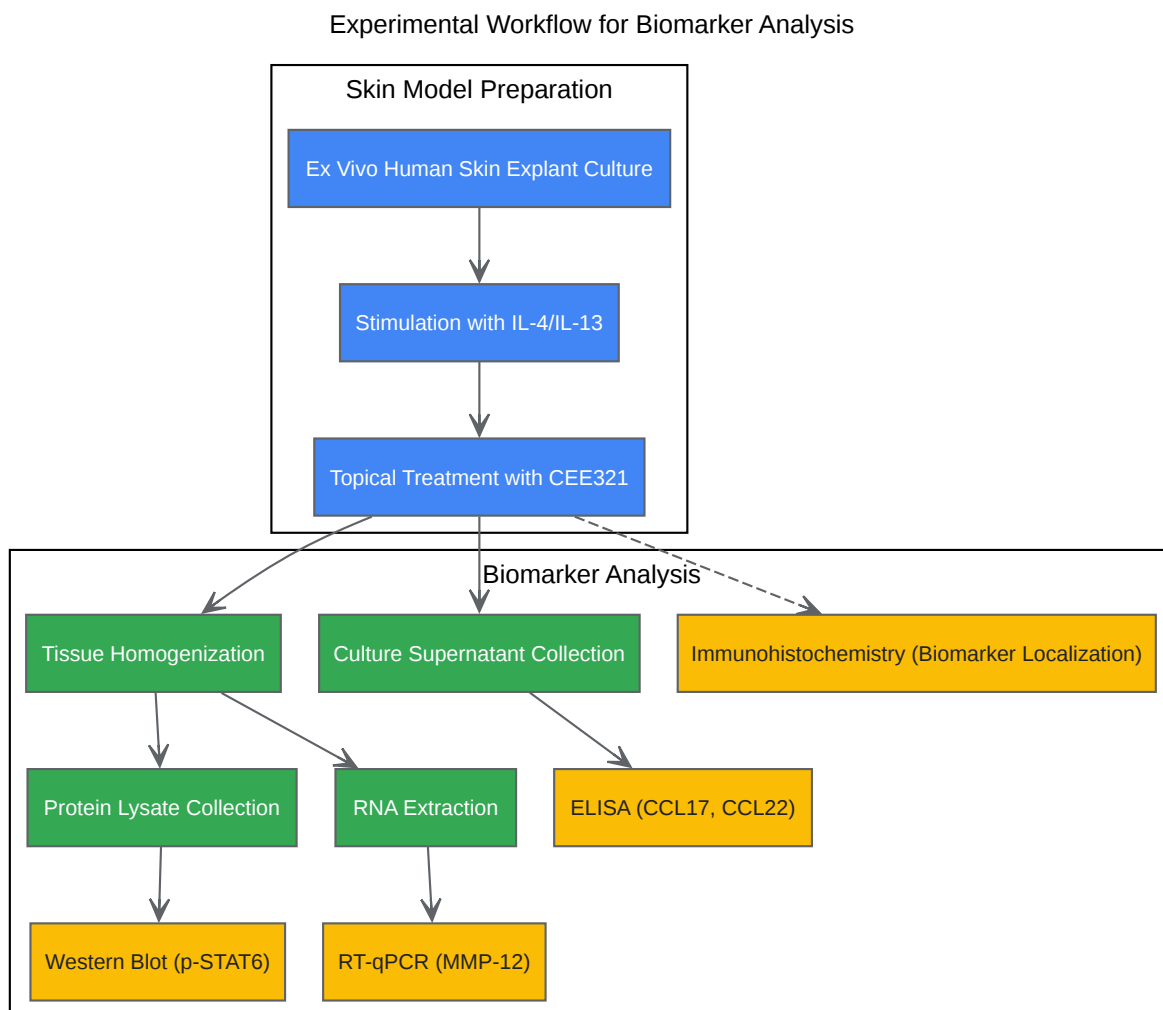 Experimental Workflow for Biomarker Analysis
Skin Model Preparation
Ex Vivo Human Skin Explant Culture
Stimulation with IL-4/IL-13
Topical Treatment with CEE321
Biomarker Analysis
Tissue Homogenization
Culture Supernatant Collection
Immunohistochemistry (Biomarker Localization)
Protein Lysate Collection
RNA Extraction
ELISA (CCL17, CCL22)
Western Blot (p-STAT6)
RT-qPCR (MMP-12)